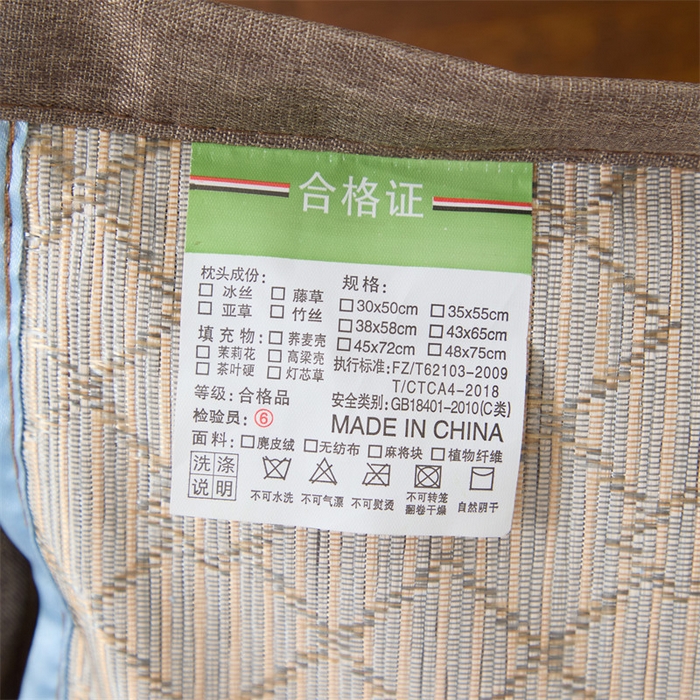 合格证
枕头成份:
□冰丝 □藤草
□亚草 □竹丝
填充物: □荞麦壳
□茉莉花 □高梁壳
□茶叶硬 □灯芯草
等级: 合格品
检验员: ⑥
规格:
□30x50cm □35x55cm
□38x58cm □43x65cm
□45x72cm □48x75cm
执行标准: FZ/T62103-2009
T/CTCA4-2018
安全类别: GB18401-2010(C类)
MADE IN CHINA
面料: □麂皮绒 □无纺布 □麻将块 □植物纤维
洗涤
说明
不可水洗 不可气漂 不可熨烫 不可转笼
翻卷干燥 自然阴干